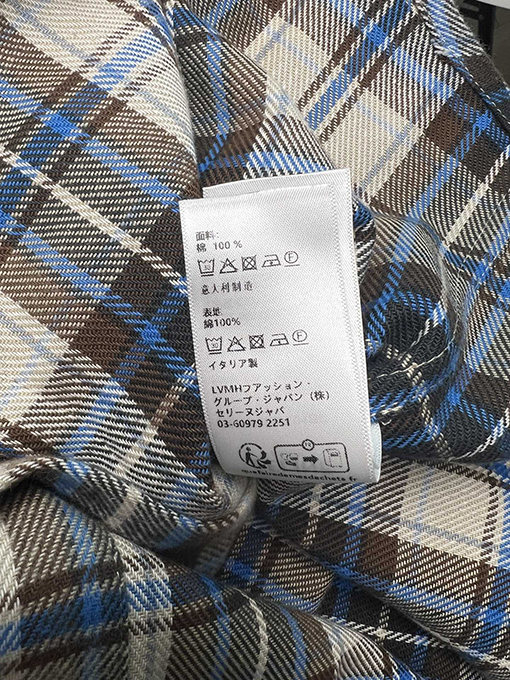 面料:
棉 100 %
意大利制造
表地
綿100%
イタリア製
LVMHファッション・
グループ・ジャパン (株)
セリーヌジャパ
03-60979 2251